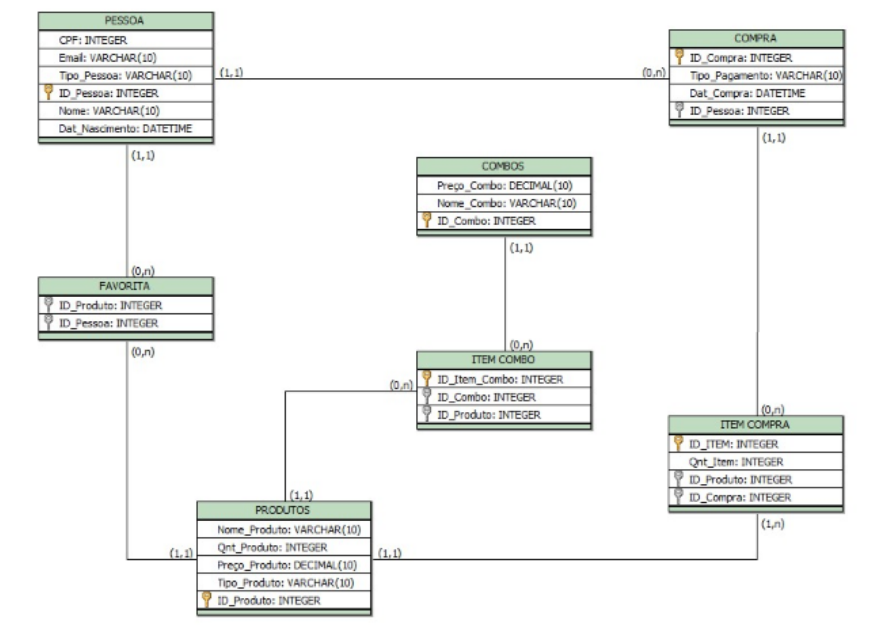 PESSOA
CPF: INTEGER
Email: VARCHAR(10)
Tipo_Pessoa: VARCHAR(10)
ID_Pessoa: INTEGER
Nome: VARCHAR(10)
Dat_Nascimento: DATETIME
(1,1)
(0,n)
COMPRA
ID_Compra: INTEGER
Tipo_Pagamento: VARCHAR(10)
Dat_Compra: DATETIME
ID_Pessoa: INTEGER
(1,1)
(1,1)
COMBOS
Preço_Combo: DECIMAL(10)
Nome_Combo: VARCHAR(10)
ID_Combo: INTEGER
(1,1)
(0,n)
FAVORITA
ID_Produto: INTEGER
ID_Pessoa: INTEGER
(0,n)
(0,n)
ITEM COMBO
ID_Item_Combo: INTEGER
ID_Combo: INTEGER
ID_Produto: INTEGER
(0,n)
(0,n)
ITEM COMPRA
ID_ITEM: INTEGER
Qnt_Item: INTEGER
ID_Produto: INTEGER
ID_Compra: INTEGER
(1,n)
(1,1)
PRODUTOS
Nome_Produto: VARCHAR(10)
Qnt_Produto: INTEGER
Preço_Produto: DECIMAL(10)
Tipo_Produto: VARCHAR(10)
ID_Produto: INTEGER
(1,1)
(1,1)